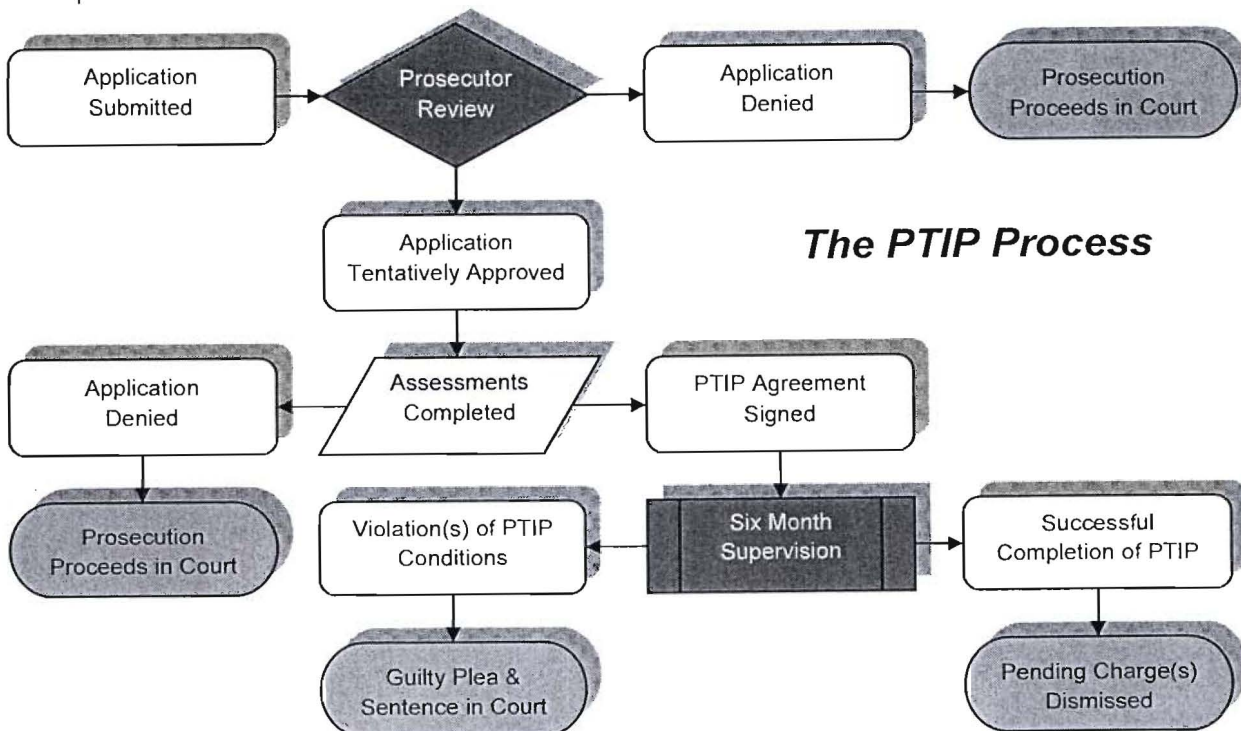 Application
Submitted
Prosecutor
Review
Application
Denied
Prosecution
Proceeds in Court
Application
Tentatively Approved
The PTIP Process
Application
Denied
Assessments
Completed
PTIP Agreement
Signed
Prosecution
Proceeds in Court
Violation(s) of PTIP
Conditions
Six Month
Supervision
Successful
Completion of PTIP
Guilty Plea &
Sentence in Court
Pending Charge(s)
Dismissed